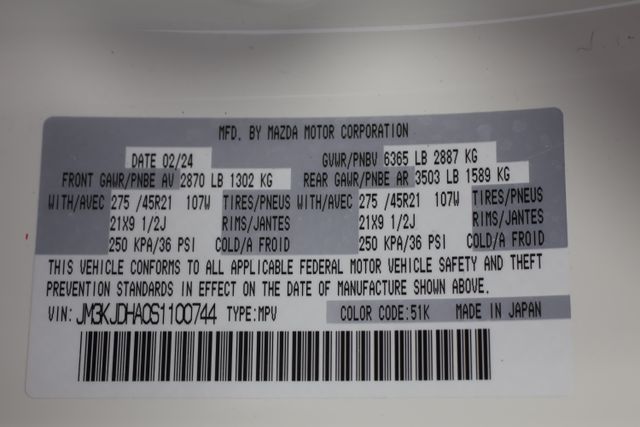 MFD. BY MAZDA MOTOR CORPORATION
DATE 02/24 GVWR/PNBV 6365 LB 2887 KG
FRONT GAWR/PNBE AV 2870 LB 1302 KG REAR GAWR/PNBE AR 3503 LB 1589 KG
WITH/AVEC 275 /45R21 107W TIRES/PNEUS WITH/AVEC 275 /45R21 107W TIRES/PNEUS
21X9 1/2J RIMS/JANTES 21X9 1/2J RIMS/JANTES
250 KPA/36 PSI COLD/A FROID 250 KPA/36 PSI COLD/A FROID
THIS VEHICLE CONFORMS TO ALL APPLICABLE FEDERAL MOTOR VEHICLE SAFETY AND THEFT
PREVENTION STANDARDS IN EFFECT ON THE DATE OF MANUFACTURE SHOWN ABOVE.
VIN: JM3KJDHA0S1100744 TYPE:MPV COLOR CODE:51K MADE IN JAPAN